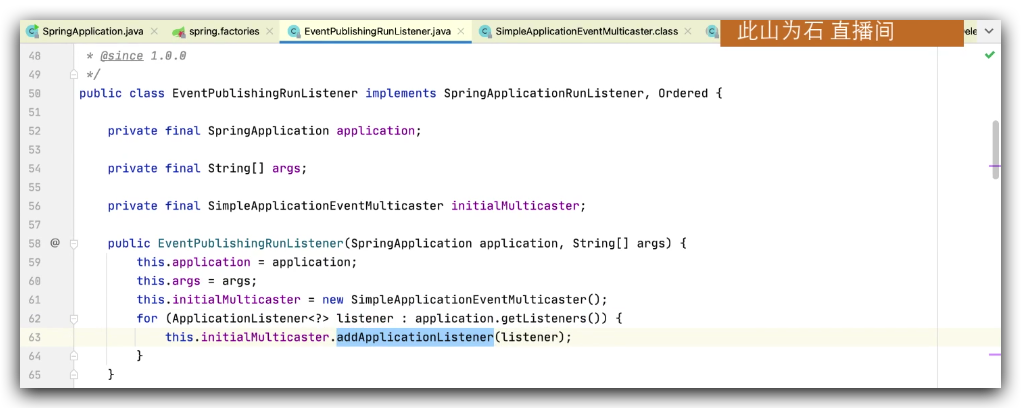 SpringApplication.java
spring.factories
EventPublishingRunListener.java
SimpleApplicationEventMulticaster.class
此山为石 直播间
48 * @since 1.0.0
49 */
50 public class EventPublishingRunListener implements SpringApplicationRunListener, Ordered {
51
52 private final SpringApplication application;
53
54 private final String[] args;
55
56 private final SimpleApplicationEventMulticaster initialMulticaster;
57
58 @ public EventPublishingRunListener(SpringApplication application, String[] args) {
59 this.application = application;
60 this.args = args;
61 this.initialMulticaster = new SimpleApplicationEventMulticaster();
62 for (ApplicationListener<?> listener : application.getListeners()) {
63 this.initialMulticaster.addApplicationListener(listener);
64 }
65 }